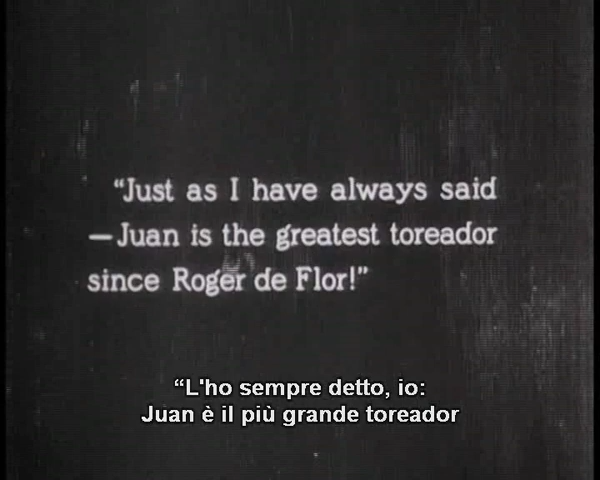 “Just as I have always said
—Juan is the greatest toreador
since Roger de Flor!”
“L'ho sempre detto, io:
Juan è il più grande toreador